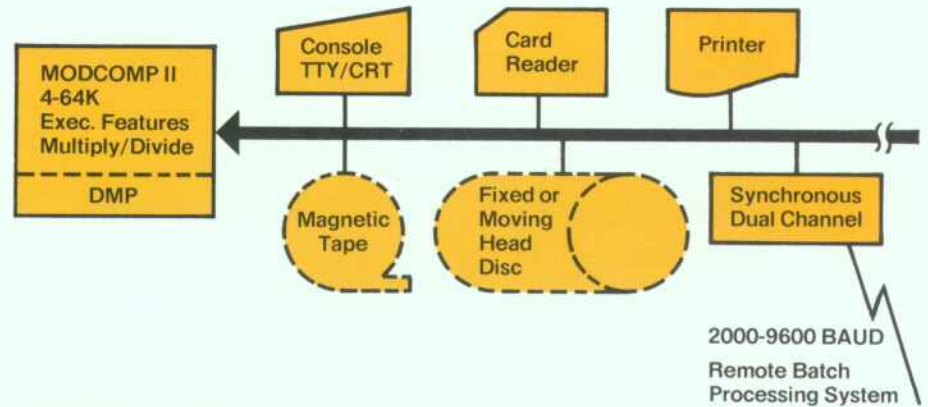 MODCOMP II
4-64K
Exec. Features
Multiply/Divide
DMP
Console
TTY/CRT
Card
Reader
Printer
Magnetic
Tape
Fixed or
Moving
Head
Disc
Synchronous
Dual Channel
2000-9600 BAUD
Remote Batch
Processing System